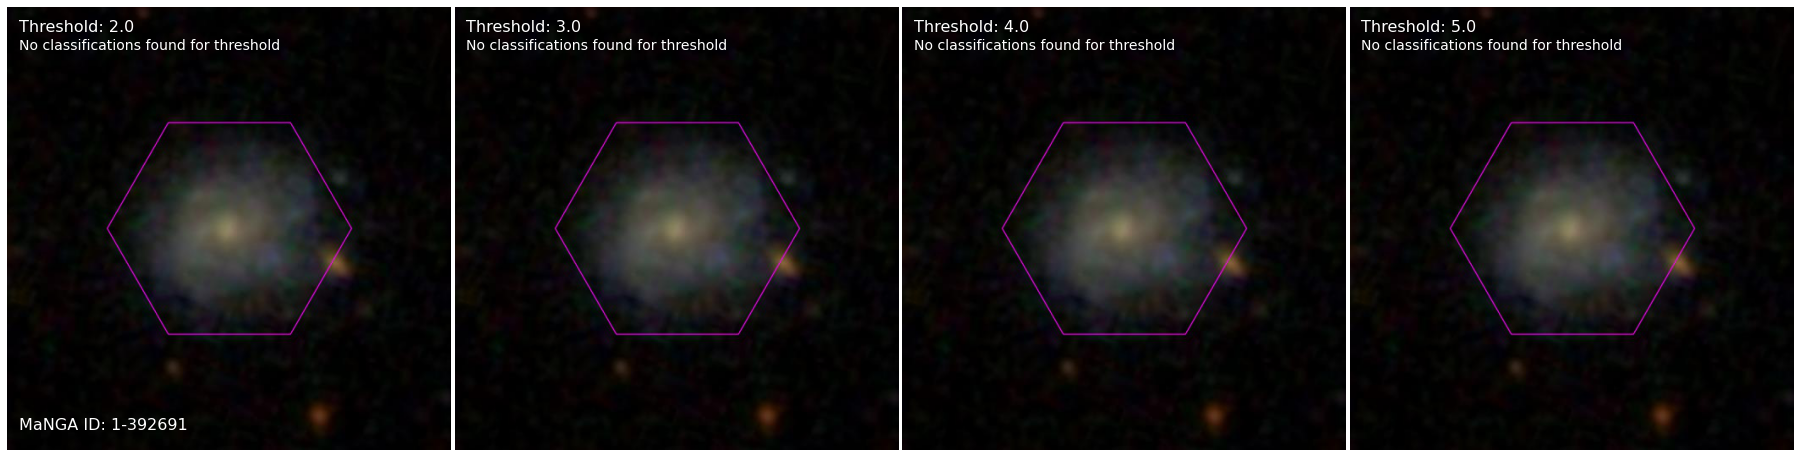 Threshold: 2.0
No classifications found for threshold
MaNGA ID: 1-392691
Threshold: 3.0
No classifications found for threshold
Threshold: 4.0
No classifications found for threshold
Threshold: 5.0
No classifications found for threshold